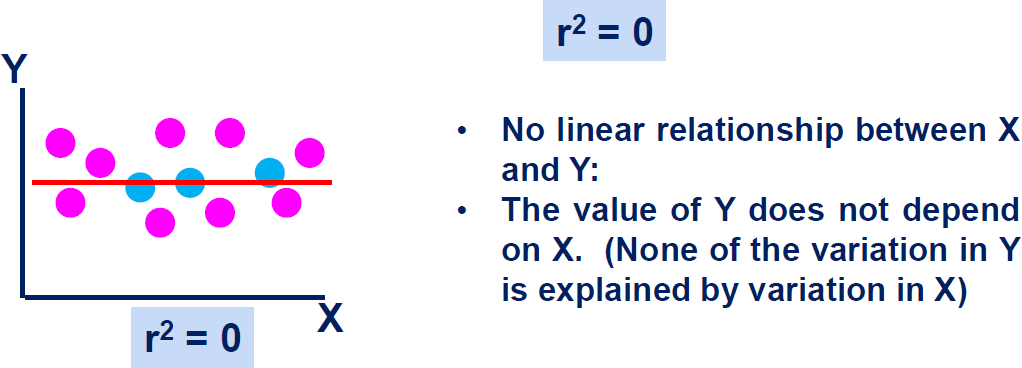 r² = 0
Y
X
r² = 0
• No linear relationship between X
and Y:
• The value of Y does not depend
on X. (None of the variation in Y
is explained by variation in X)